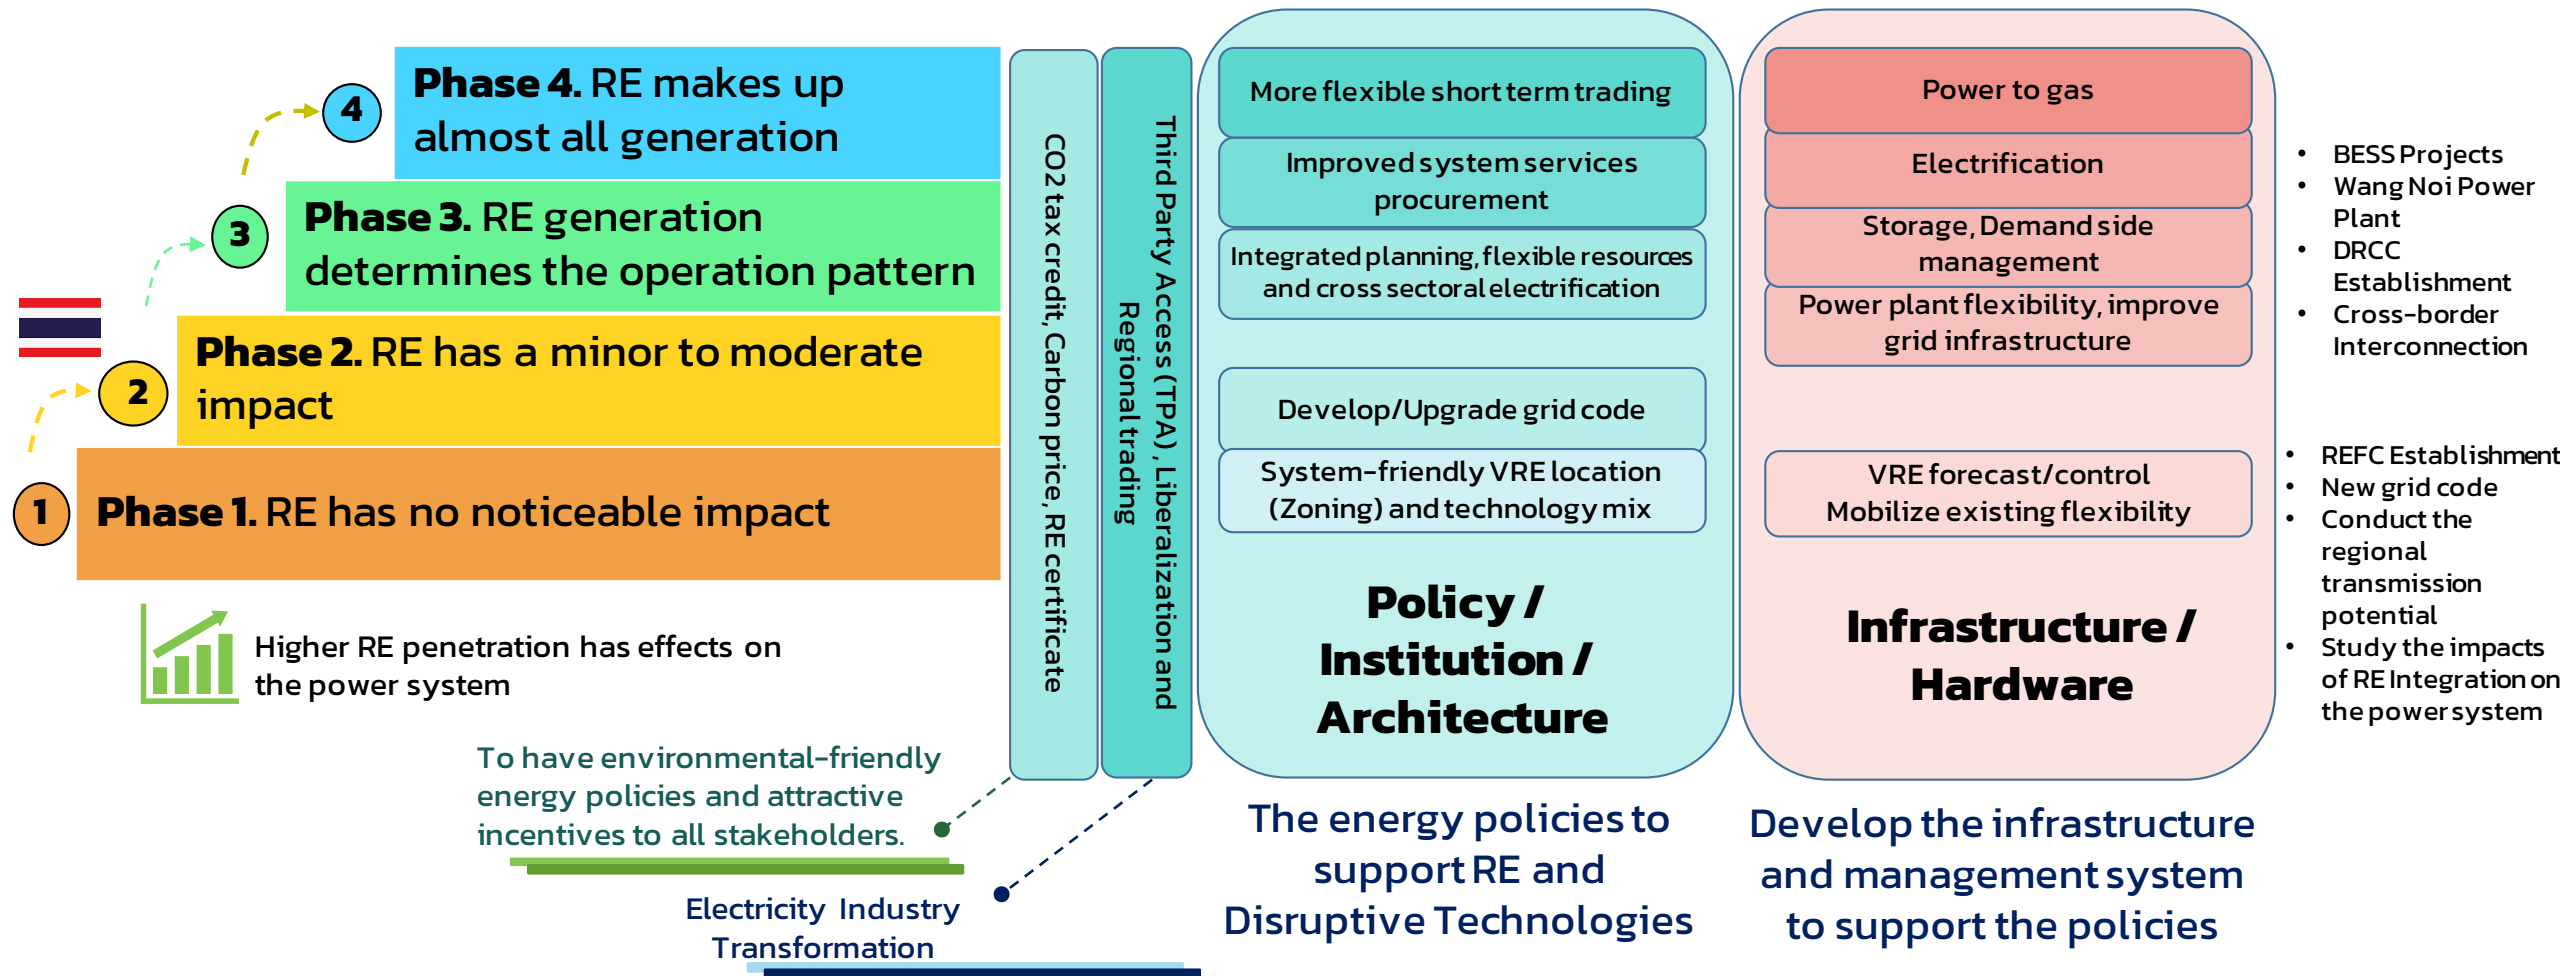 4
Phase 4. RE makes up
almost all generation
3
Phase 3. RE generation
determines the operation pattern
2
Phase 2. RE has a minor to moderate
impact
1
Phase 1. RE has no noticeable impact
Higher RE penetration has effects on
the power system
To have environmental-friendly
energy policies and attractive
incentives to all stakeholders.
Electricity Industry
Transformation
CO2 tax credit, Carbon price, RE certificate
Third Party Access (TPA) , Liberalization and
Regional trading
More flexible short term trading
Improved system services
procurement
Integrated planning, flexible resources
and cross sectoral electrification
Develop/Upgrade grid code
System-friendly VRE location
(Zoning) and technology mix
Policy /
Institution /
Architecture
The energy policies to
support RE and
Disruptive Technologies
Power to gas
Electrification
Storage, Demand side
management
Power plant flexibility, improve
grid infrastructure
VRE forecast/control
Mobilize existing flexibility
Infrastructure /
Hardware
Develop the infrastructure
and management system
to support the policies
• BESS Projects
• Wang Noi Power
Plant
• DRCC
Establishment
• Cross-border
Interconnection
• REFC Establishment
• New grid code
• Conduct the
regional
transmission
potential
• Study the impacts
of RE Integration on
the power system